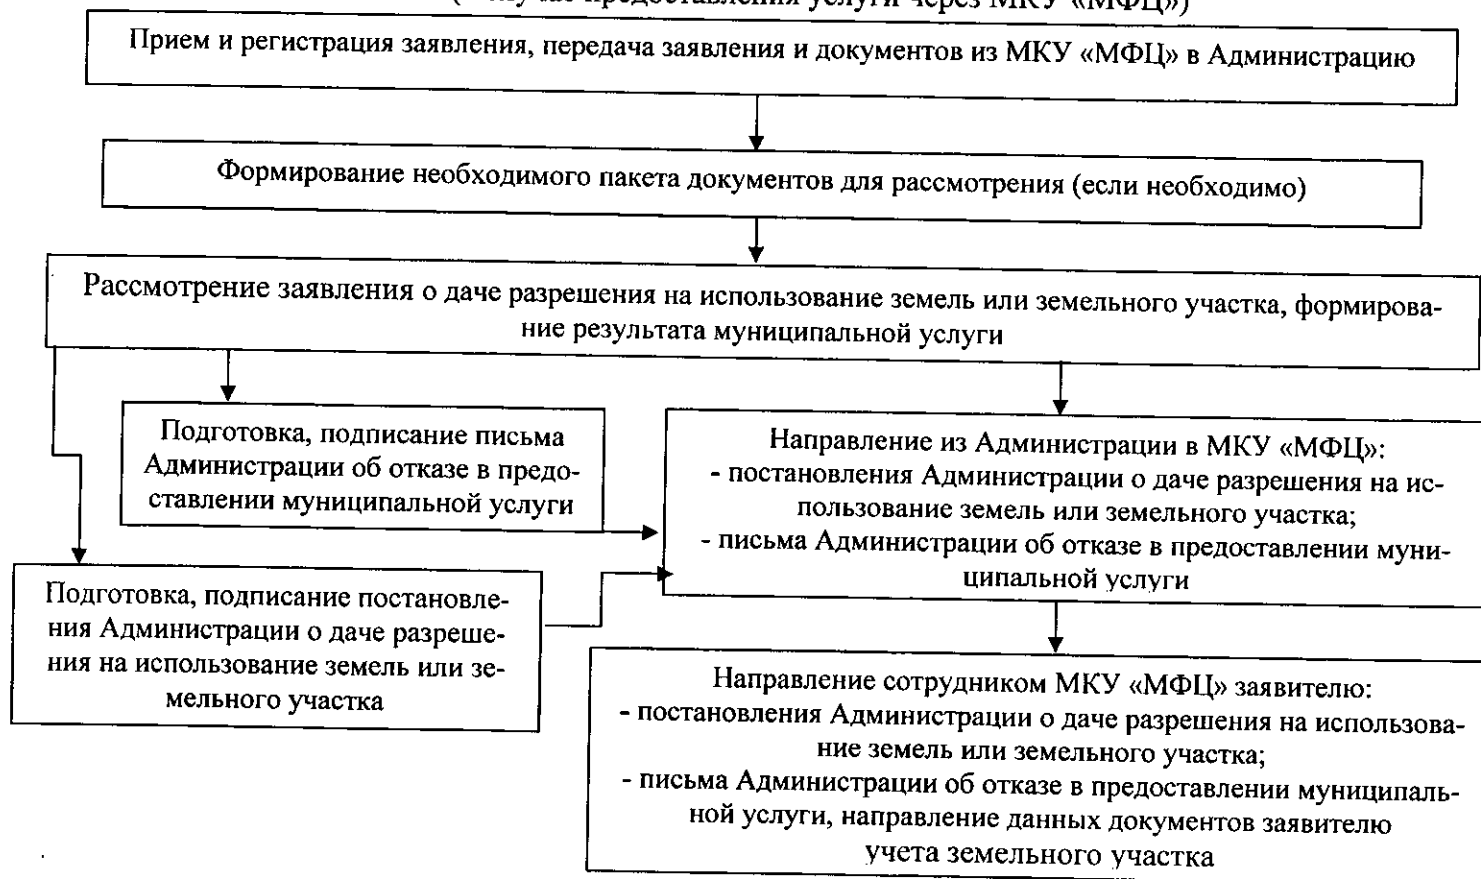 предоставления услуги через МКУ «МФЦ»)
Прием и регистрация заявления, передача заявления и документов из МКУ «МФЦ» в Администрацию
Формирование необходимого пакета документов для рассмотрения (если необходимо)
Рассмотрение заявления о даче разрешения на использование земель или земельного участка, формирова-
ние результата муниципальной услуги
Подготовка, подписание письма
Администрации об отказе в предо-
ставлении муниципальной услуги
Направление из Администрации в МКУ «МФЦ»:
- постановления Администрации о даче разрешения на ис-
пользование земель или земельного участка;
- письма Администрации об отказе в предоставлении муни-
ципальной услуги
Подготовка, подписание постановле-
ния Администрации о даче разреше-
ния на использование земель или зе-
мельного участка
Направление сотрудником МКУ «МФЦ» заявителю:
- постановления Администрации о даче разрешения на использова-
ние земель или земельного участка;
- письма Администрации об отказе в предоставлении муниципаль-
ной услуги, направление данных документов заявителю
учета земельного участка